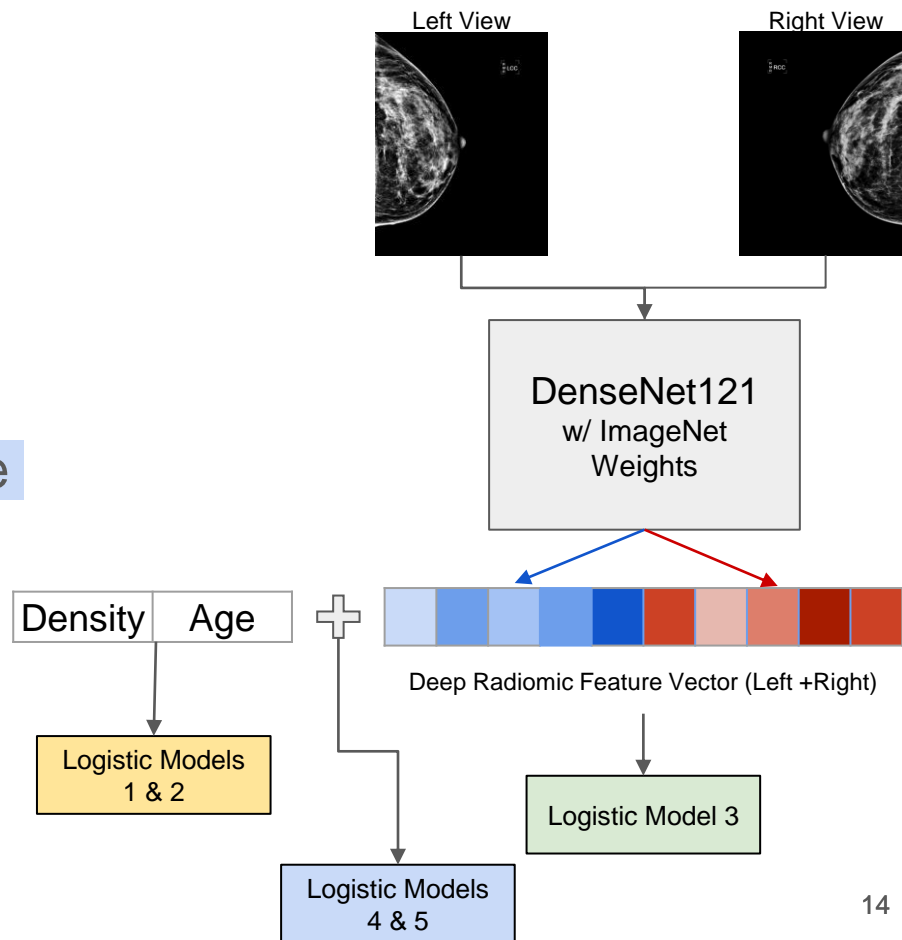 Left View
Right View
LCC
RCC
DenseNet121
w/ ImageNet
Weights
e
Density Age
Deep Radiomic Feature Vector (Left +Right)
Logistic Models
1 & 2
Logistic Model 3
Logistic Models
4 & 5
14